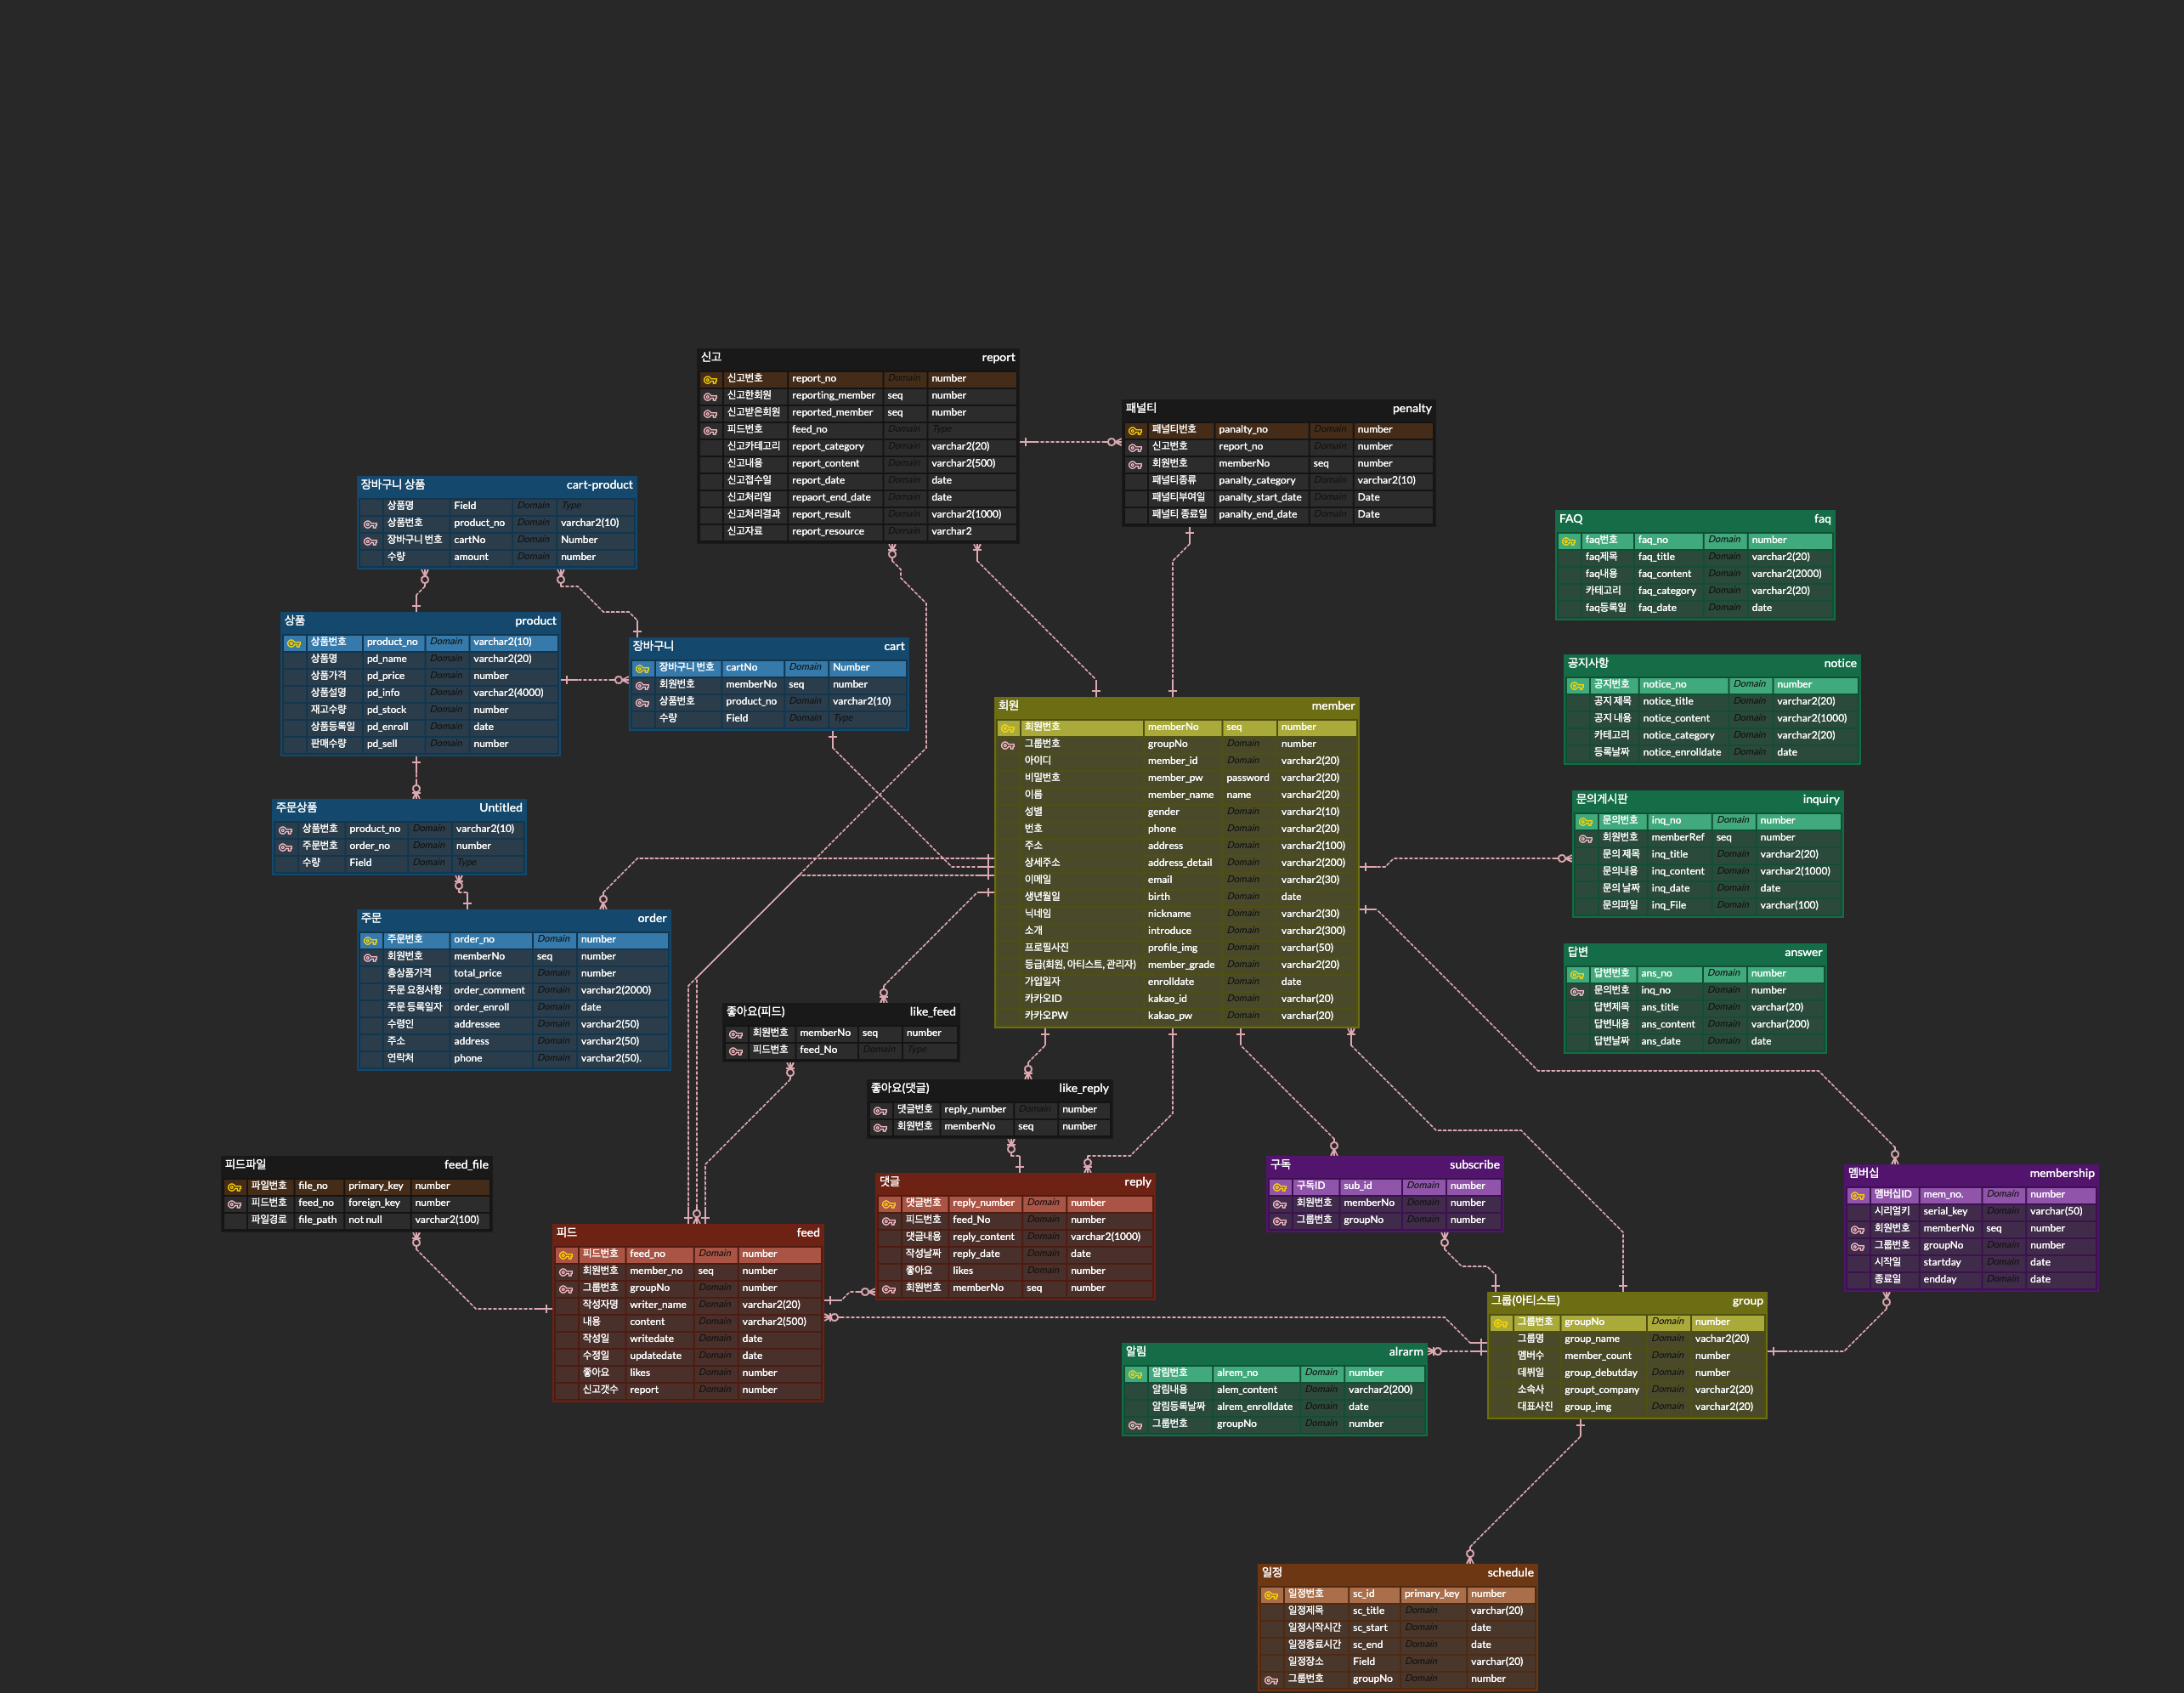 신고 report
신고번호 report_no Domain number
신고한회원 reporting_member seq number
신고받은회원 reported_member seq number
피드번호 feed_no Domain Type
신고카테고리 report_category Domain varchar2(20)
신고내용 report_content Domain varchar2(500)
신고접수일 report_date Domain date
신고처리일 repaort_end_date Domain date
신고처리결과 report_result Domain varchar2(1000)
신고자료 report_resource Domain varchar2
패널티 penalty
패널티번호 panalty_no Domain number
신고번호 report_no Domain number
회원번호 memberNo seq number
패널티종류 panalty_category Domain varchar2(10)
패널티부여일 panalty_start_date Domain Date
패널티 종료일 panalty_end_date Domain Date
장바구니 상품 cart-product
상품명 Field Domain Type
상품번호 product_no Domain varchar2(10)
장바구니 번호 cartNo Domain Number
수량 amount Domain number
FAQ faq
faq번호 faq_no Domain number
faq제목 faq_title Domain varchar2(20)
faq내용 faq_content Domain varchar2(2000)
카테고리 faq_category Domain varchar2(20)
faq등록일 faq_date Domain date
상품 product
상품번호 product_no Domain varchar2(10)
상품명 pd_name Domain varchar2(20)
상품가격 pd_price Domain number
상품설명 pd_info Domain varchar2(4000)
재고수량 pd_stock Domain number
상품등록일 pd_enroll Domain date
판매수량 pd_sell Domain number
장바구니 cart
장바구니 번호 cartNo Domain Number
회원번호 memberNo seq number
상품번호 product_no Domain varchar2(10)
수량 Field Domain Type
공지사항 notice
공지번호 notice_no Domain number
공지 제목 notice_title Domain varchar2(20)
공지 내용 notice_content Domain varchar2(1000)
카테고리 notice_category Domain varchar2(20)
등록날짜 notice_enrolldate Domain date
회원 member
회원번호 memberNo seq number
그룹번호 groupNo Domain number
아이디 member_id Domain varchar2(20)
비밀번호 member_pw password varchar2(20)
이름 member_name name varchar2(20)
성별 gender Domain varchar2(10)
번호 phone Domain varchar2(20)
주소 address Domain varchar2(100)
상세주소 address_detail Domain varchar2(200)
이메일 email Domain varchar2(30)
생년월일 birth Domain date
닉네임 nickname Domain varchar2(30)
소개 introduce Domain varchar2(300)
프로필사진 profile_img Domain varchar(50)
등급(회원, 아티스트, 관리자) member_grade Domain varchar2(20)
가입일자 enrolldate Domain date
카카오ID kakao_id Domain varchar(20)
카카오PW kakao_pw Domain varchar(20)
문의게시판 inquiry
문의번호 inq_no Domain number
회원번호 memberRef seq number
문의 제목 inq_title Domain varchar2(20)
문의내용 inq_content Domain varchar2(1000)
문의 날짜 inq_date Domain date
문의파일 inq_File Domain varchar(100)
주문상품 Untitled
상품번호 product_no Domain varchar2(10)
주문번호 order_no Domain number
수량 Field Domain Type
주문 order
주문번호 order_no Domain number
회원번호 memberNo seq number
총상품가격 total_price Domain number
주문 요청사항 order_comment Domain varchar2(2000)
주문 등록일자 order_enroll Domain date
수령인 addressee Domain varchar2(50)
주소 address Domain varchar2(50)
연락처 phone Domain varchar2(50).
답변 answer
답변번호 ans_no Domain number
문의번호 inq_no Domain number
답변제목 ans_title Domain varchar(20)
답변내용 ans_content Domain varchar(200)
답변날짜 ans_date Domain date
좋아요(피드) like_feed
회원번호 memberNo seq number
피드번호 feed_No Domain Type
좋아요(댓글) like_reply
댓글번호 reply_number Domain number
회원번호 memberNo seq number
피드파일 feed_file
파일번호 file_no primary_key number
피드번호 feed_no foreign_key number
파일경로 file_path not null varchar2(100)
댓글 reply
댓글번호 reply_number Domain number
피드번호 feed_No Domain number
댓글내용 reply_content Domain varchar2(1000)
작성날짜 reply_date Domain date
좋아요 likes Domain number
회원번호 memberNo seq number
구독 subscribe
구독ID sub_id Domain number
회원번호 memberNo Domain number
그룹번호 groupNo Domain number
멤버십 membership
멤버십ID mem_no. Domain number
시리얼키 serial_key Domain varchar(50)
회원번호 memberNo seq number
그룹번호 groupNo Domain number
시작일 startday Domain date
종료일 endday Domain date
피드 feed
피드번호 feed_no Domain number
회원번호 member_no seq number
그룹번호 groupNo Domain number
작성자명 writer_name Domain varchar2(20)
내용 content Domain varchar2(500)
작성일 writedate Domain date
수정일 updatedate Domain date
좋아요 likes Domain number
신고갯수 report Domain number
그룹(아티스트) group
그룹번호 groupNo Domain number
그룹명 group_name Domain vachar2(20)
멤버수 member_count Domain number
데뷔일 group_debutday Domain number
소속사 groupt_company Domain varchar2(20)
대표사진 group_img Domain varchar2(20)
알림 alrarm
알림번호 alrem_no Domain number
알림내용 alem_content Domain varchar2(200)
알림등록날짜 alrem_enrolldate Domain date
그룹번호 groupNo Domain number
일정 schedule
일정번호 sc_id primary_key number
일정제목 sc_title Domain varchar(20)
일정시작시간 sc_start Domain date
일정종료시간 sc_end Domain date
일정장소 Field Domain varchar(20)
그룹번호 groupNo Domain number